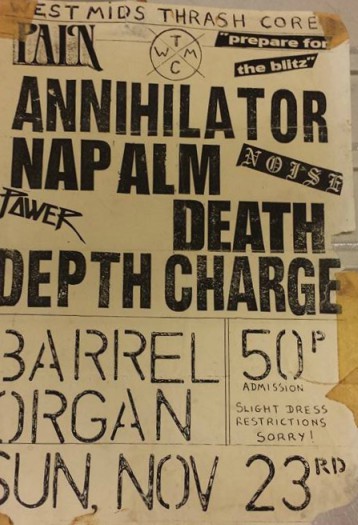 WEST MIDS THRASH CORE
PAIN
T
W M
C
"prepare for
the blitz"
ANNIHILATOR
NAPALM
NOISE
POWER
DEATH
DEPTH CHARGE
BARREL
ORGAN
50P
ADMISSION
SLIGHT DRESS
RESTRICTIONS
SORRY!
SUN, NOV 23RD